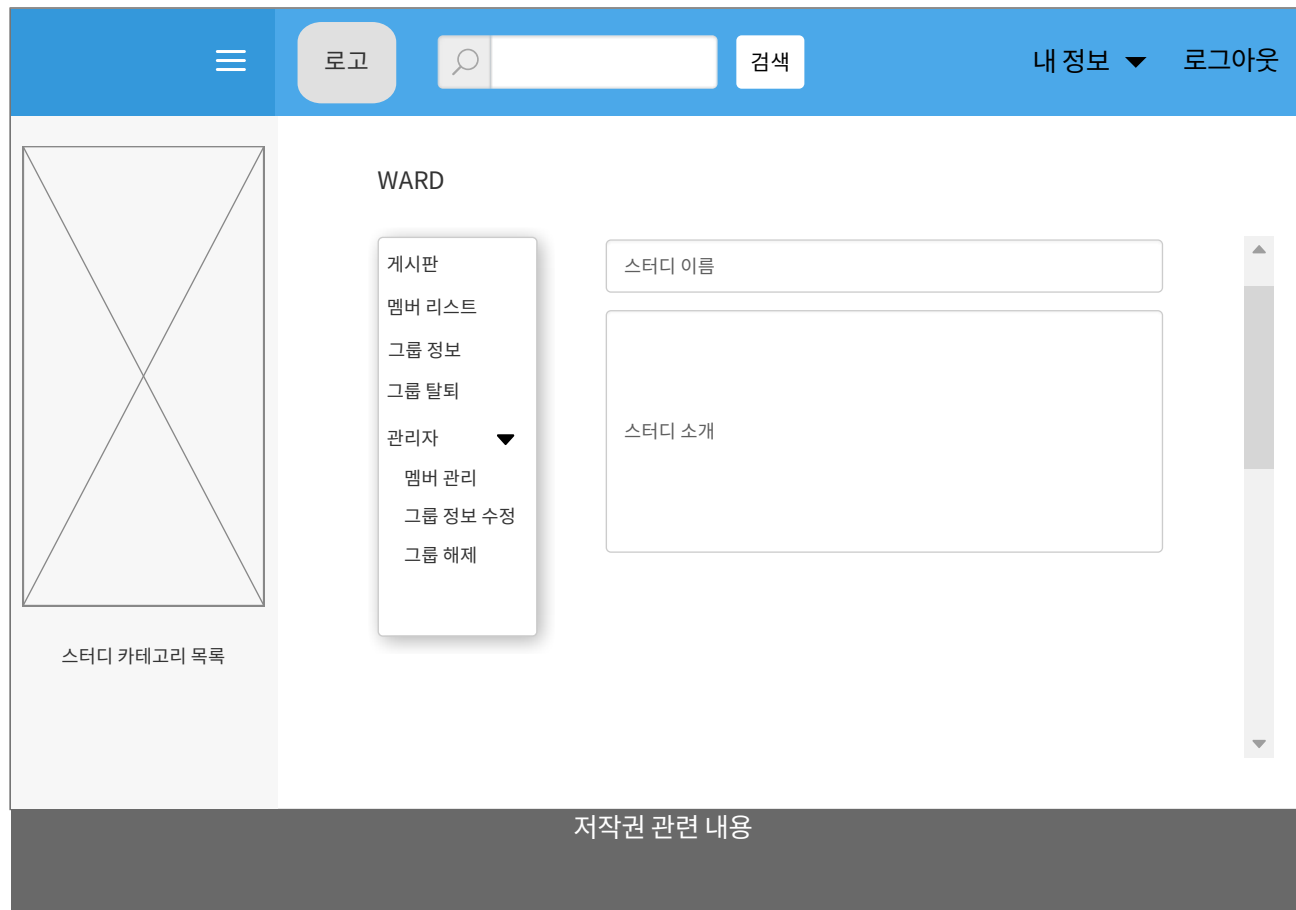 로고
검색
내 정보
로그아웃
스터디 카테고리 목록
WARD
게시판
멤버 리스트
그룹 정보
그룹 탈퇴
관리자
멤버 관리
그룹 정보 수정
그룹 해제
스터디 이름
스터디 소개
저작권 관련 내용